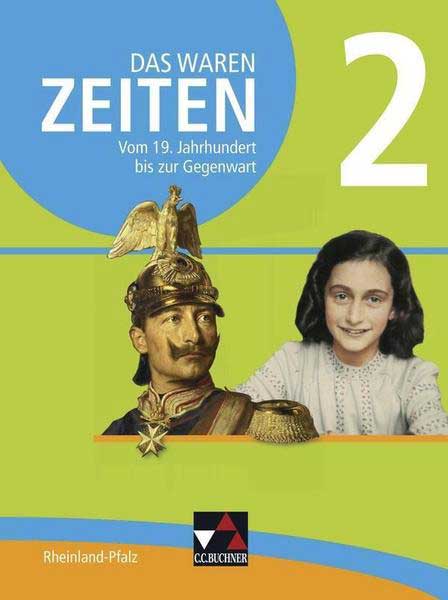 DAS WAREN
ZEITEN
Vom 19. Jahrhundert
bis zur Gegenwart
2
Rheinland-Pfalz
C.C.BUCHNER